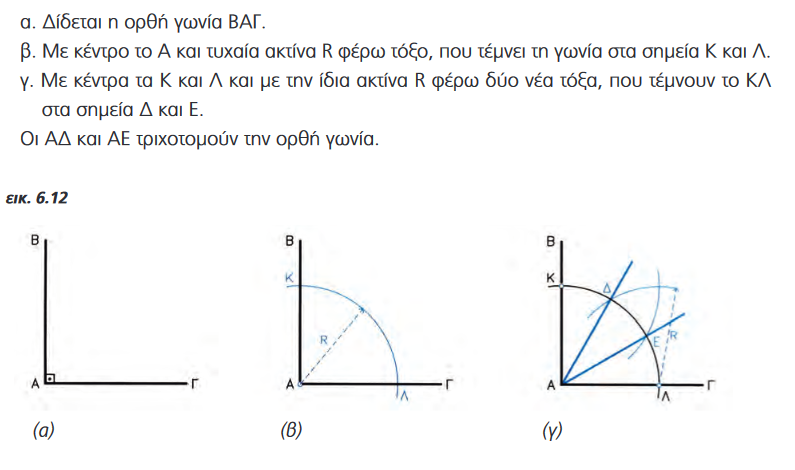 α. Δίδεται η ορθή γωνία ΒΑΓ.
β. Με κέντρο το Α και τυχαία ακτίνα R φέρω τόξο, που τέμνει τη γωνία στα σημεία Κ και Λ.
γ. Με κέντρα τα Κ και Λ και με την ίδια ακτίνα R φέρω δύο νέα τόξα, που τέμνουν το ΚΛ
στα σημεία Δ και Ε.
Οι ΑΔ και ΑΕ τριχοτομούν την ορθή γωνία.
εικ. 6.12
Β
Α
Γ
Β
Κ
R
Α
Γ
Λ
Β
Κ
Δ
Ε
R
Α
Γ
Λ
(α)
(β)
(γ)